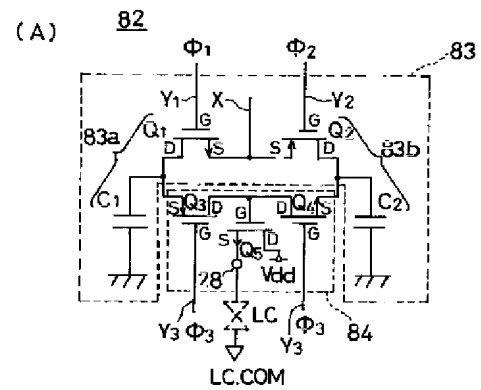 (A)
82
Φ1 Φ2
83
Y1 X Y2
G G
83a Q1 Q2 83b
D S S D
C1 S Q3 D G D Q4 S C2
G S D G
Q5
28 Vdd
LC
Y3 Φ3 Φ3 Y3 84
LC.COM